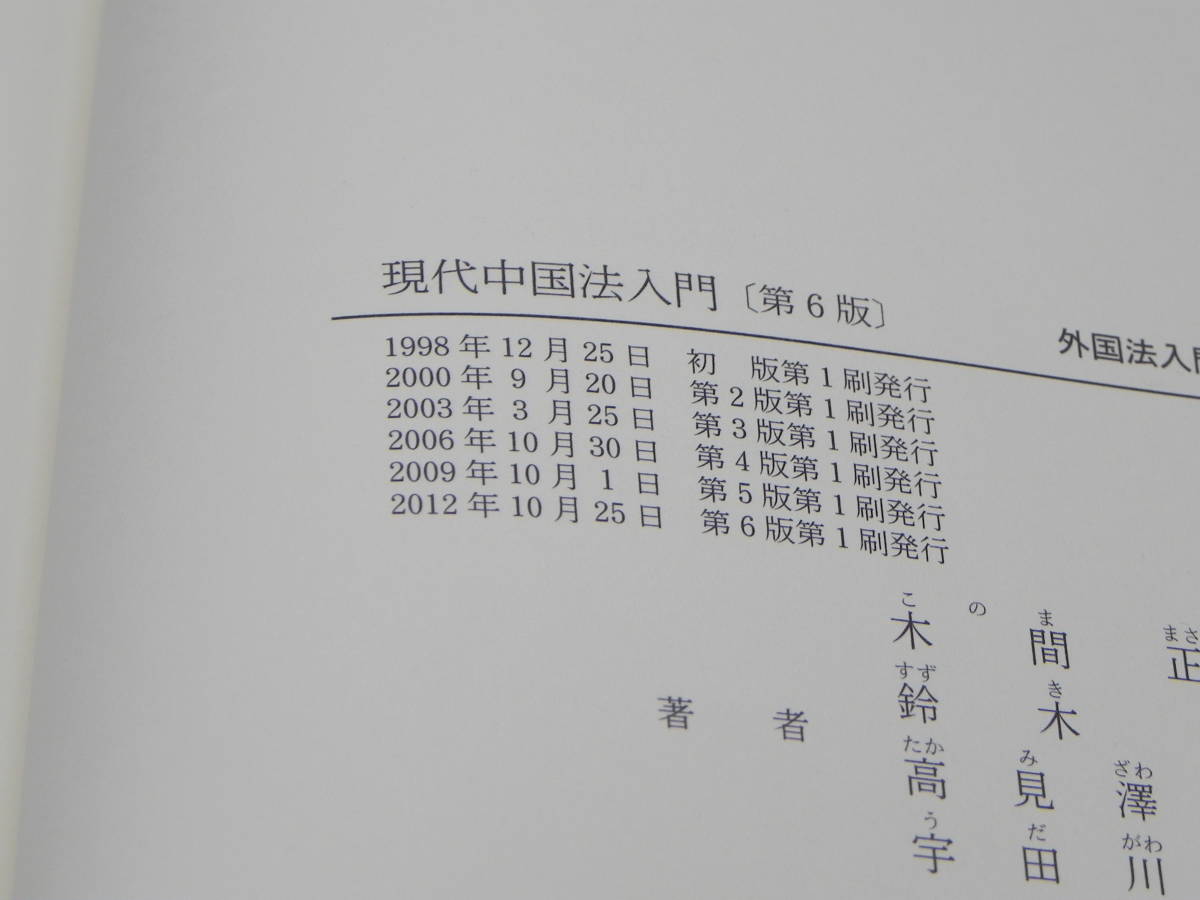 現代中国法入門〔第6版〕
外国法入門
1998年12月25日 初 版第1刷発行
2000年9月20日 第2版第1刷発行
2003年3月25日 第3版第1刷発行
2006年10月30日 第4版第1刷発行
2009年10月1日 第5版第1刷発行
2012年10月25日 第6版第1刷発行
こ の ま まさ
木 間 正
すず き
鈴 木
著 者
たか み ざわ
高 見 澤
う だ がわ
宇 田 川